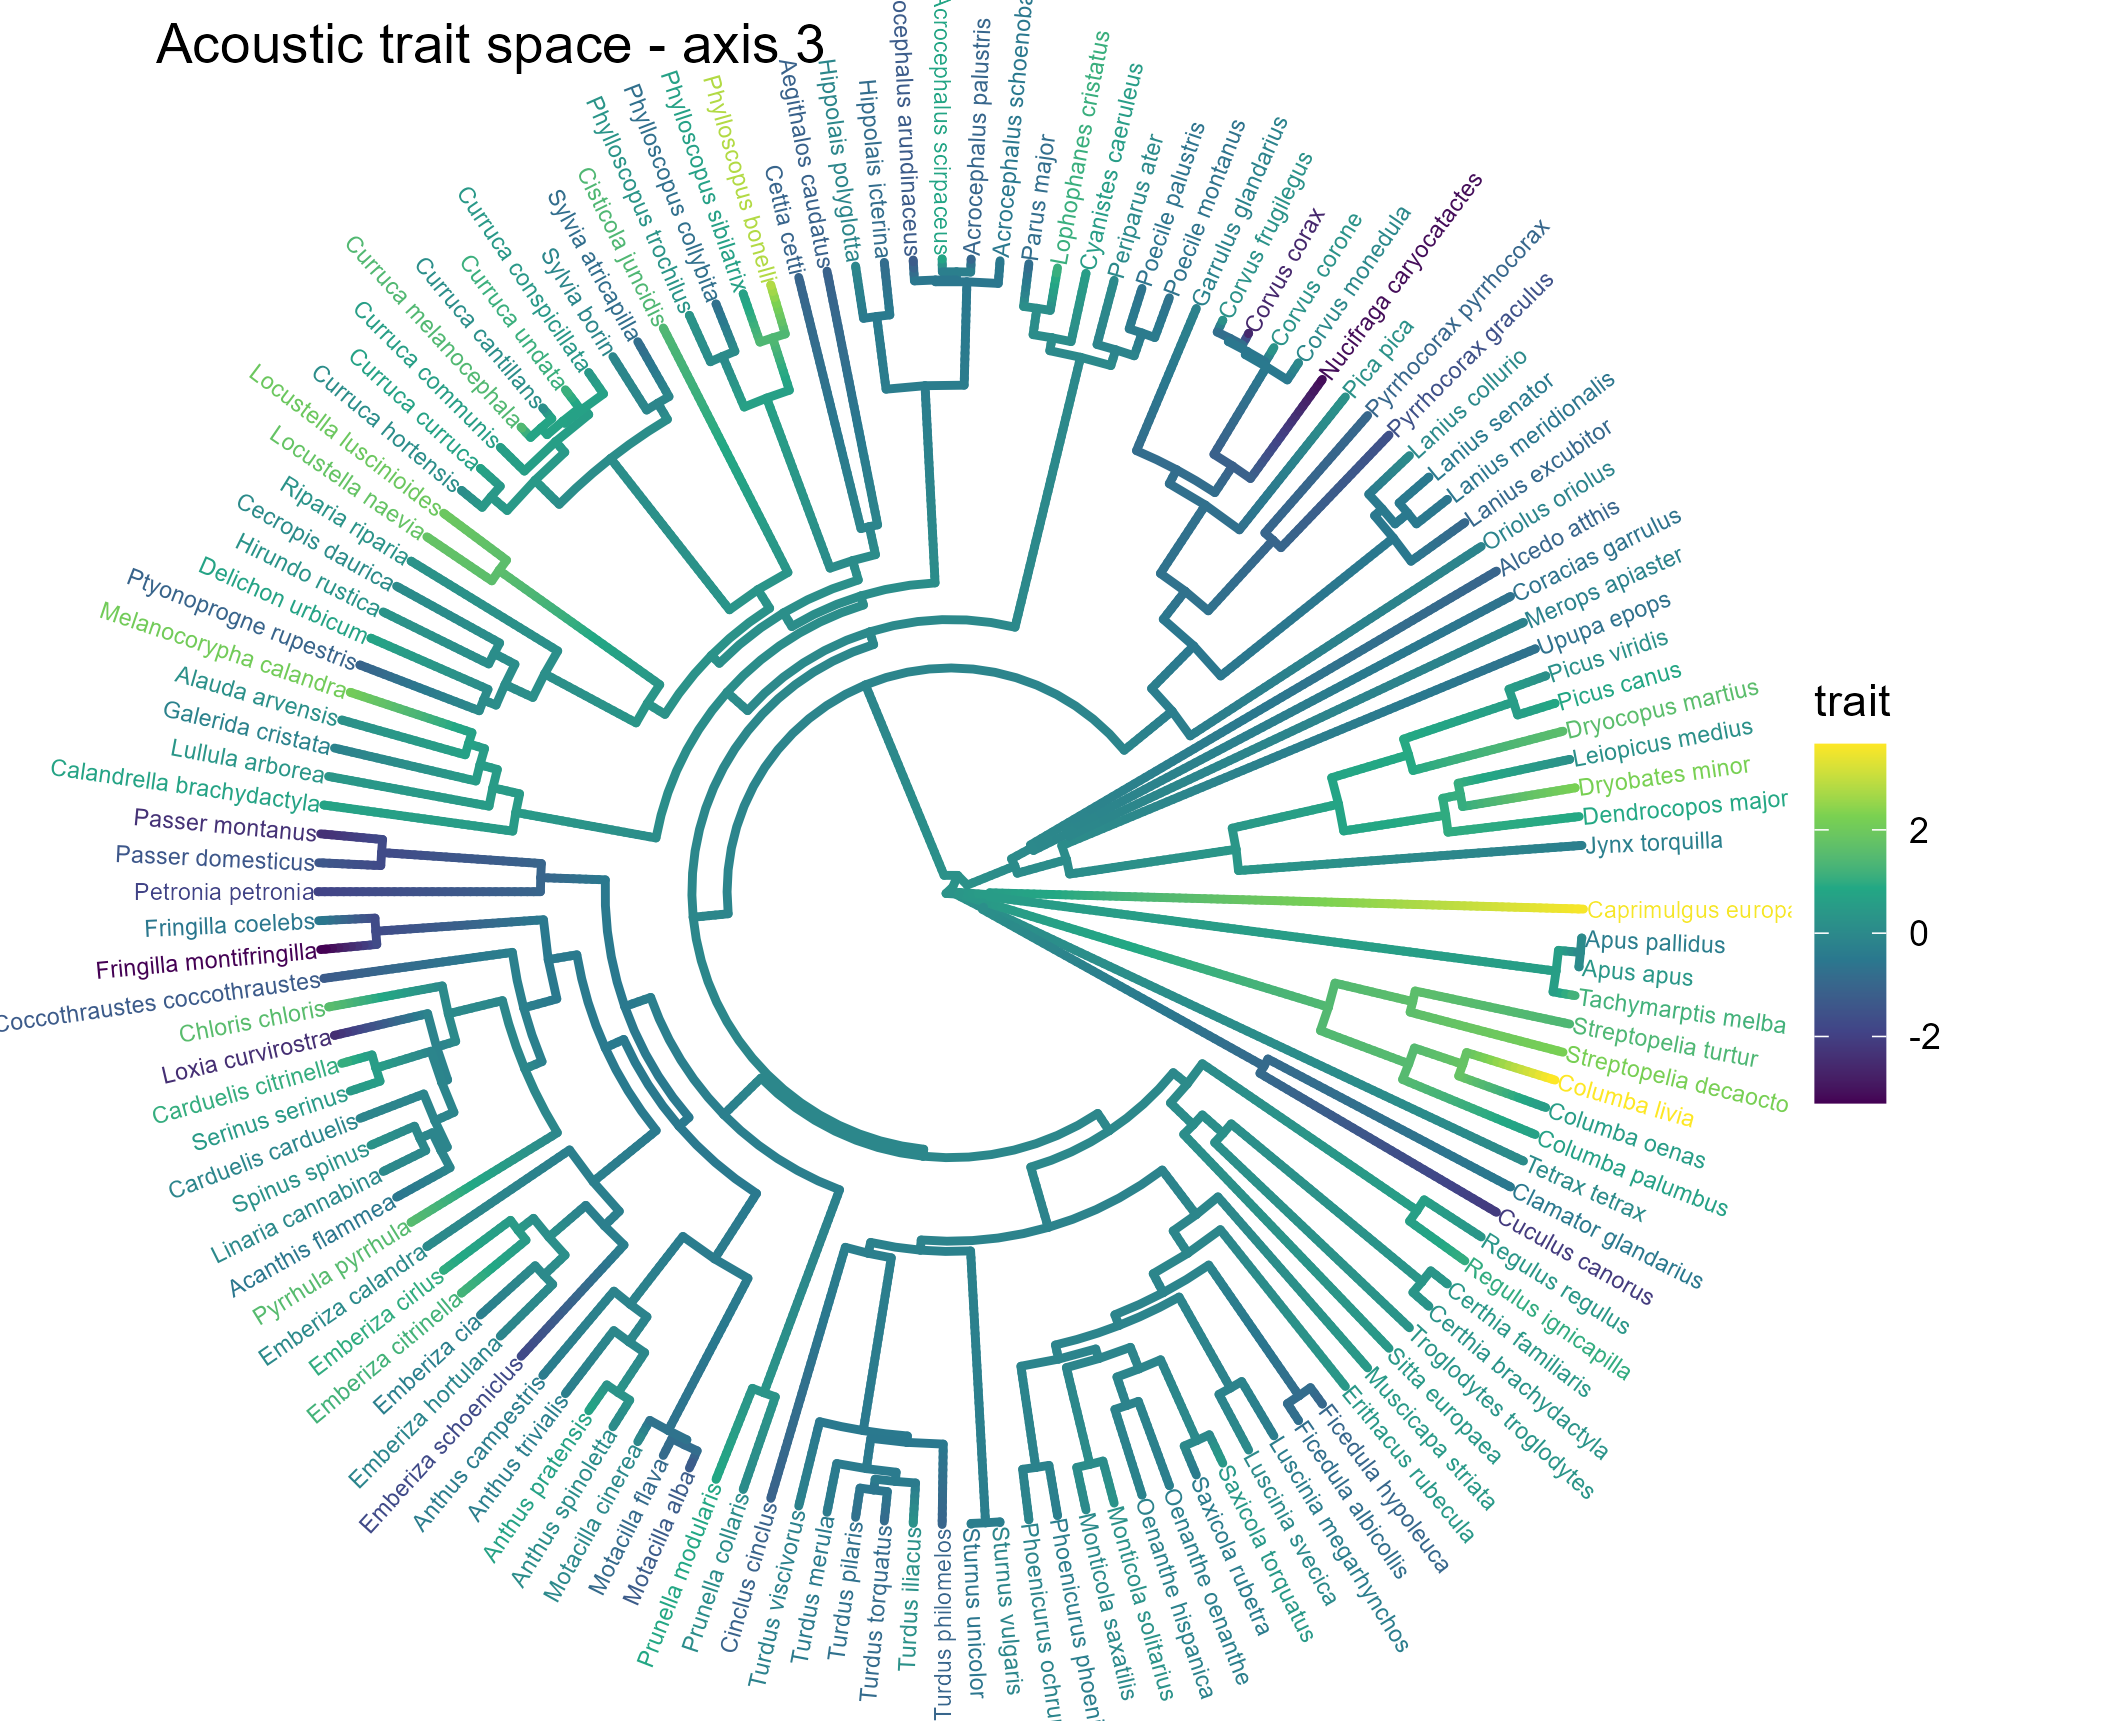 Acoustic trait space - axis 3
ocephalus arundinaceus
Acrocephalus scirpaceus
Acrocephalus palustris
Acrocephalus schoenoba
Parus major
Lophophanes cristatus
Cyanistes caeruleus
Periparus ater
Poecile palustris
Poecile montanus
Garrulus glandarius
Corvus frugilegus
Corvus corax
Corvus corone
Corvus monedula
Nucifraga caryocatactes
Pica pica
Pyrrhocorax pyrrhocorax
Pyrrhocorax graculus
Lanius collurio
Lanius senator
Lanius meridionalis
Lanius excubitor
Oriolus oriolus
Alcedo atthis
Coracias garrulus
Merops apiaster
Upupa epops
Picus viridis
Picus canus
Dryocopus martius
Leiopicus medius
Dryobates minor
Dendrocopos major
Jynx torquilla
Caprimulgus europa
Apus pallidus
Apus apus
Tachymarptis melba
Streptopelia turtur
Streptopelia decaocto
Columba livia
Columba oenas
Columba palumbus
Tetrax tetrax
Clamator glandarius
Cuculus canorus
Regulus regulus
Regulus ignicapilla
Certhia familiaris
Certhia brachydactyla
Troglodytes troglodytes
Sitta europaea
Muscicapa striata
Erithacus rubecula
Ficedula hypoleuca
Ficedula albicollis
Luscinia megarhynchos
Luscinia svecica
Saxicola torquatus
Saxicola rubetra
Oenanthe oenanthe
Oenanthe hispanica
Monticola solitarius
Monticola saxatilis
Phoenicurus phoeni
Phoenicurus ochru
Sturnus vulgaris
Sturnus unicolor
Turdus philomelos
Turdus iliacus
Turdus torquatus
Turdus pilaris
Turdus merula
Turdus viscivorus
Cinclus cinclus
Prunella collaris
Prunella modularis
Motacilla alba
Motacilla flava
Motacilla cinerea
Anthus spinoletta
Anthus pratensis
Anthus trivialis
Anthus campestris
Emberiza schoeniclus
Emberiza hortulana
Emberiza cia
Emberiza citrinella
Emberiza cirlus
Emberiza calandra
Pyrrhula pyrrhula
Acanthis flammea
Linaria cannabina
Spinus spinus
Carduelis carduelis
Serinus serinus
Carduelis citrinella
Loxia curvirostra
Chloris chloris
Coccothraustes coccothraustes
Fringilla montifringilla
Fringilla coelebs
Petronia petronia
Passer domesticus
Passer montanus
Calandrella brachydactyla
Lullula arborea
Galerida cristata
Alauda arvensis
Melanocorypha calandra
Ptyonoprogne rupestris
Delichon urbicum
Hirundo rustica
Cecropis daurica
Riparia riparia
Locustella naevia
Locustella luscinioides
Curruca hortensis
Curruca curruca
Curruca communis
Curruca melanocephala
Curruca cantillans
Curruca undata
Curruca conspicillata
Sylvia borin
Sylvia atricapilla
Cisticola juncidis
Phylloscopus trochilus
Phylloscopus collybita
Phylloscopus sibilatrix
Phylloscopus bonelli
Cettia cetti
Aegithalos caudatus
Hippolais polyglotta
Hippolais icterina
trait
2
0
-2